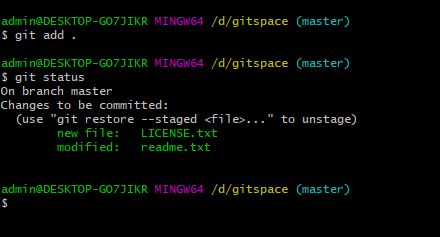 admin@DESKTOP-GO7JIKR MINGW64 /d/gitspace (master)
$ git add .
admin@DESKTOP-GO7JIKR MINGW64 /d/gitspace (master)
$ git status
On branch master
Changes to be committed:
  (use "git restore --staged <file>..." to unstage)
        new file:   LICENSE.txt
        modified:   readme.txt
admin@DESKTOP-GO7JIKR MINGW64 /d/gitspace (master)
$